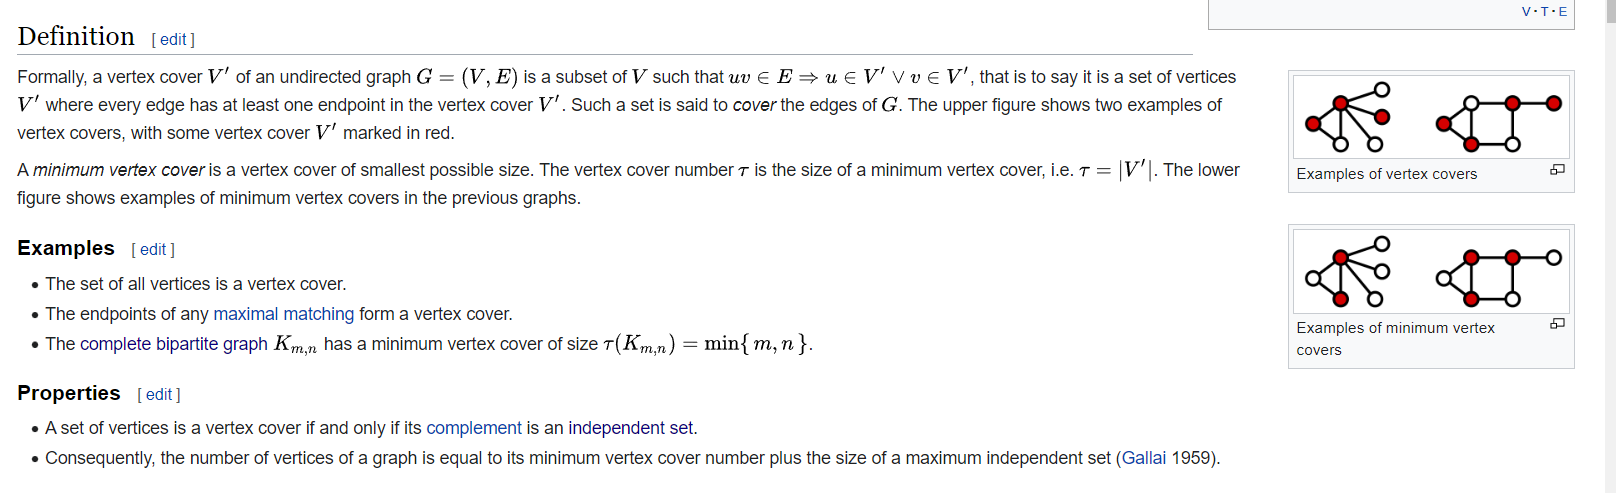 V · T · E
Definition [ edit ]
Formally, a vertex cover V′ of an undirected graph G = (V, E) is a subset of V such that uv ∈ E ⇒ u ∈ V′ ∨ v ∈ V′, that is to say it is a set of vertices
V′ where every edge has at least one endpoint in the vertex cover V′. Such a set is said to cover the edges of G. The upper figure shows two examples of
vertex covers, with some vertex cover V′ marked in red.
A minimum vertex cover is a vertex cover of smallest possible size. The vertex cover number τ is the size of a minimum vertex cover, i.e. τ = |V′|. The lower
figure shows examples of minimum vertex covers in the previous graphs.
Examples [ edit ]
• The set of all vertices is a vertex cover.
• The endpoints of any maximal matching form a vertex cover.
• The complete bipartite graph Kₘ,ₙ has a minimum vertex cover of size τ(Kₘ,ₙ) = min{ m, n }.
Properties [ edit ]
• A set of vertices is a vertex cover if and only if its complement is an independent set.
• Consequently, the number of vertices of a graph is equal to its minimum vertex cover number plus the size of a maximum independent set (Gallai 1959).
Examples of vertex covers
Examples of minimum vertex
covers